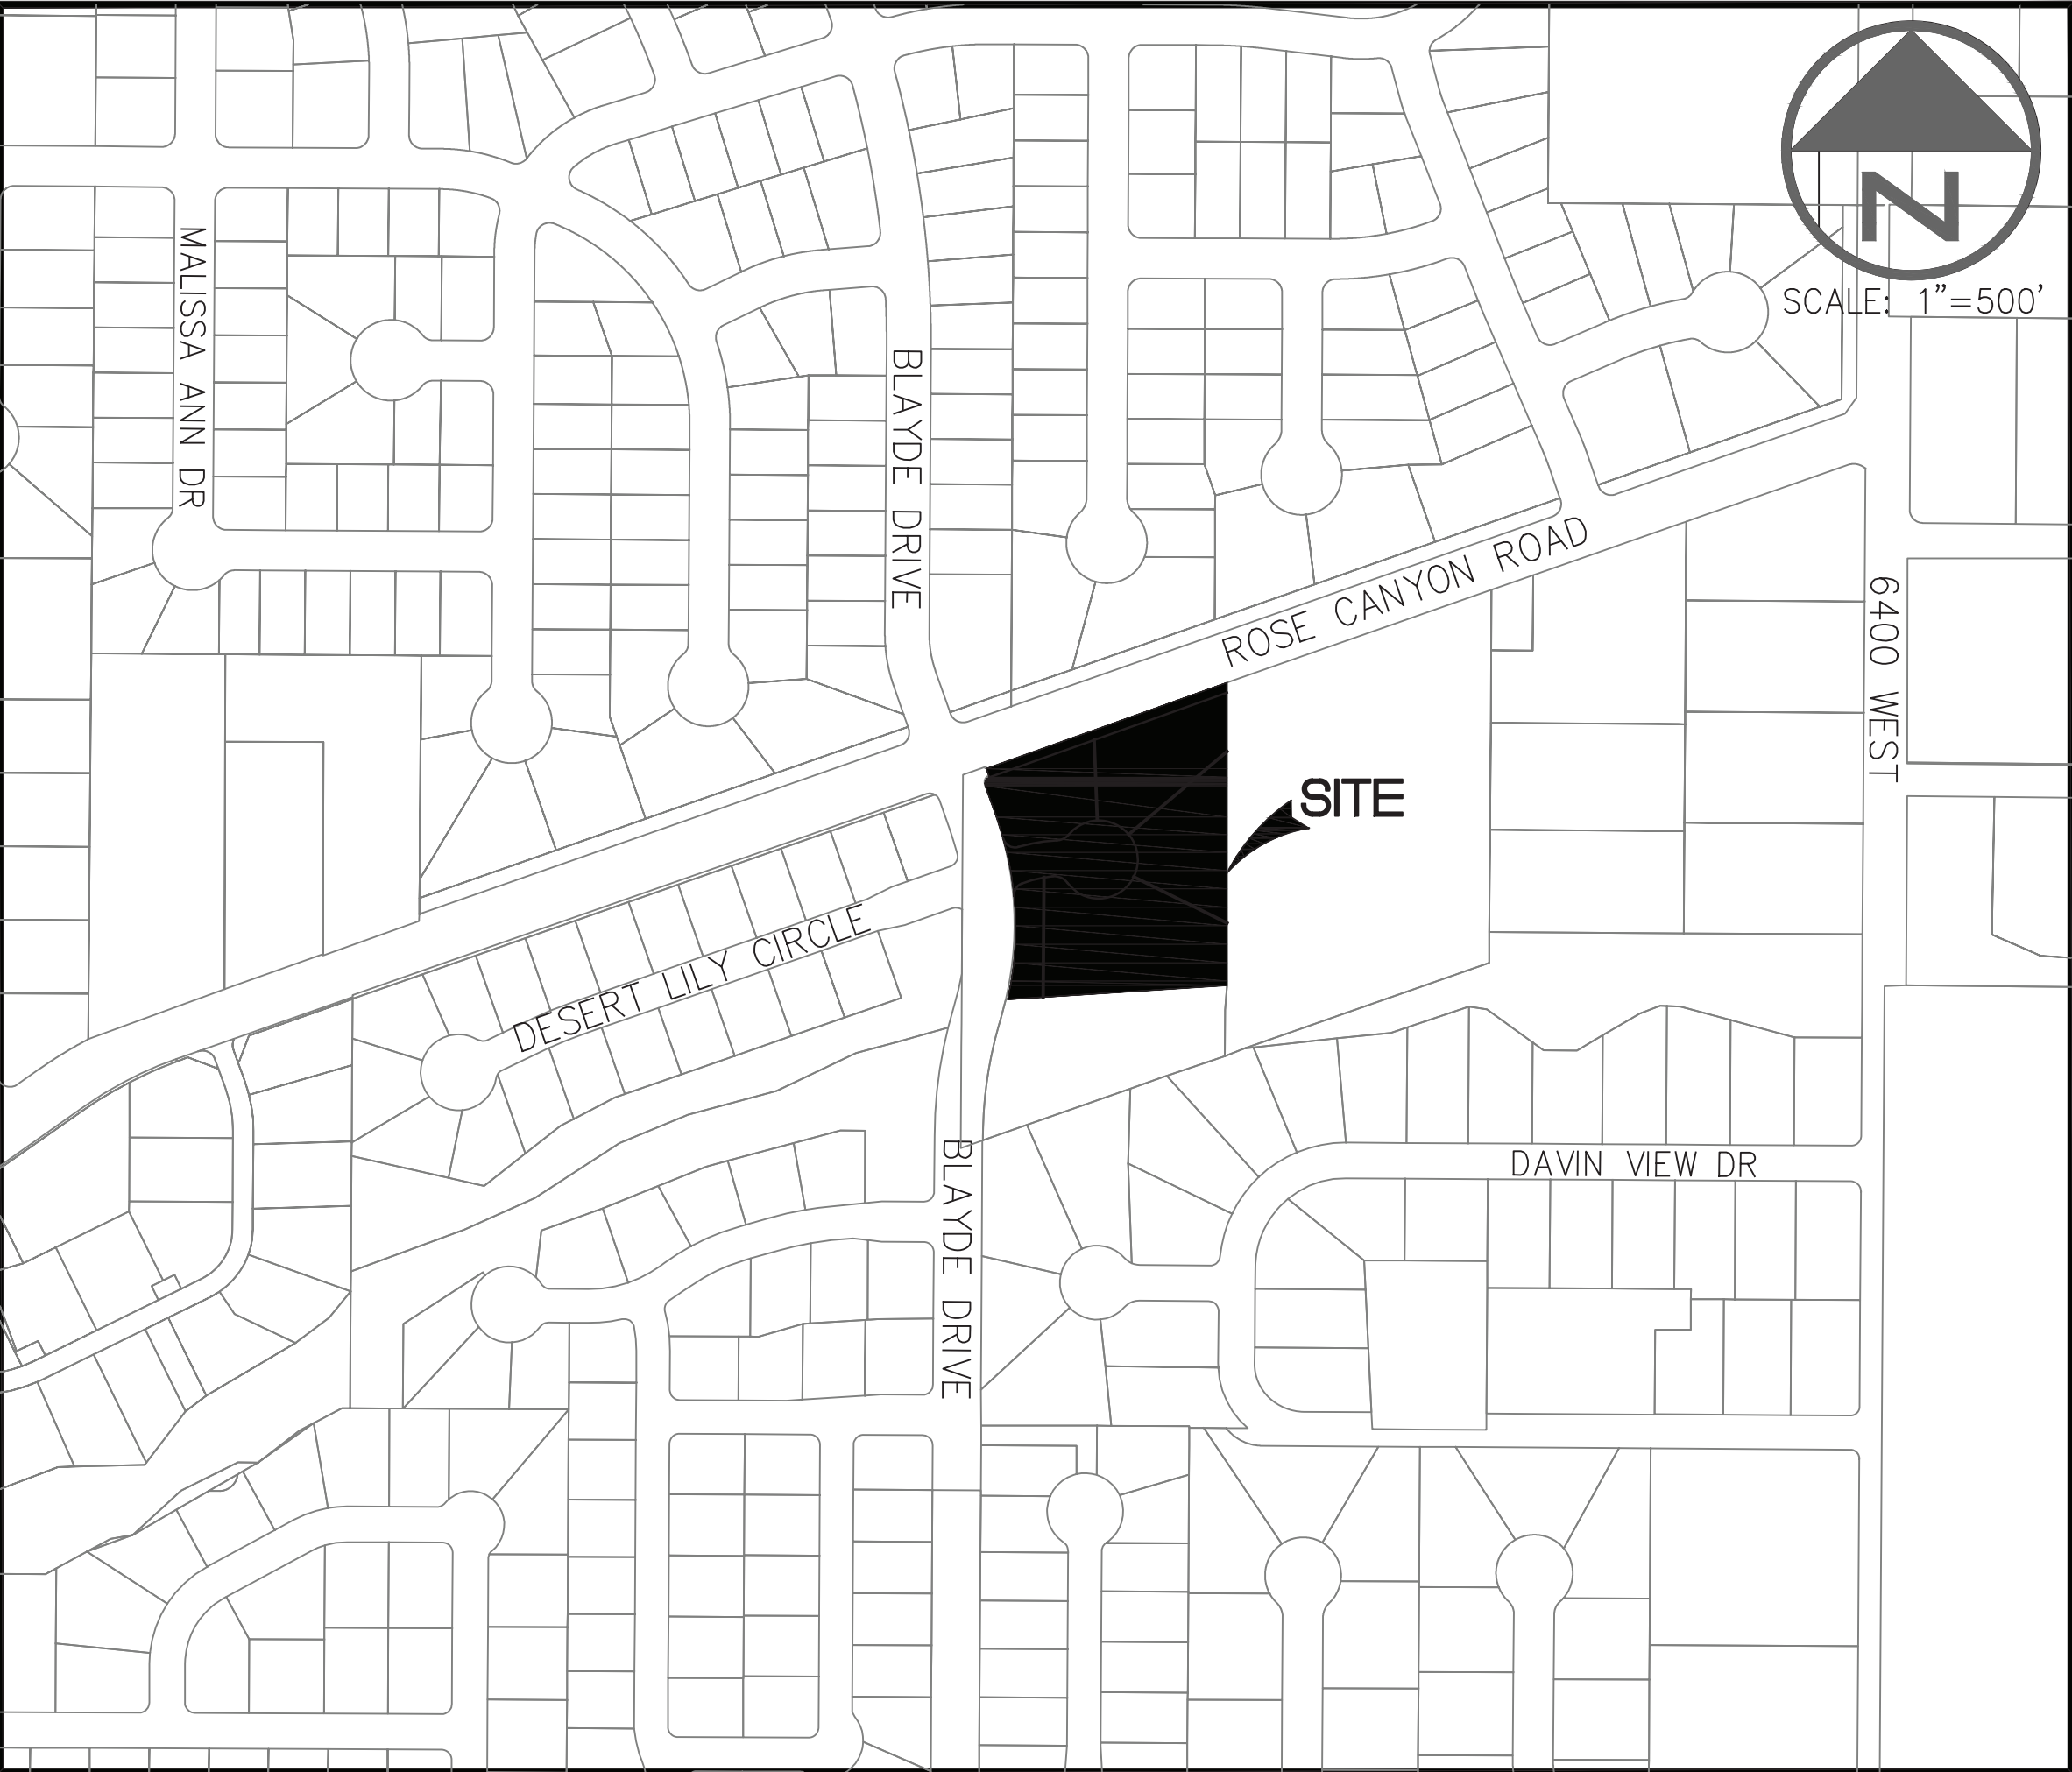 N
SCALE: 1"=500'
MALISSA ANN DR
BLAYDE DRIVE
ROSE CANYON ROAD
6400 WEST
SITE
DESERT LILY CIRCLE
BLAYDE DRIVE
DAVIN VIEW DR